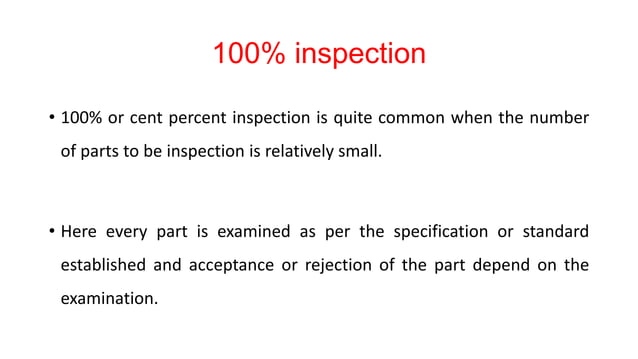 100% inspection
• 100% or cent percent inspection is quite common when the number
of parts to be inspection is relatively small.
• Here every part is examined as per the specification or standard
established and acceptance or rejection of the part depend on the
examination.